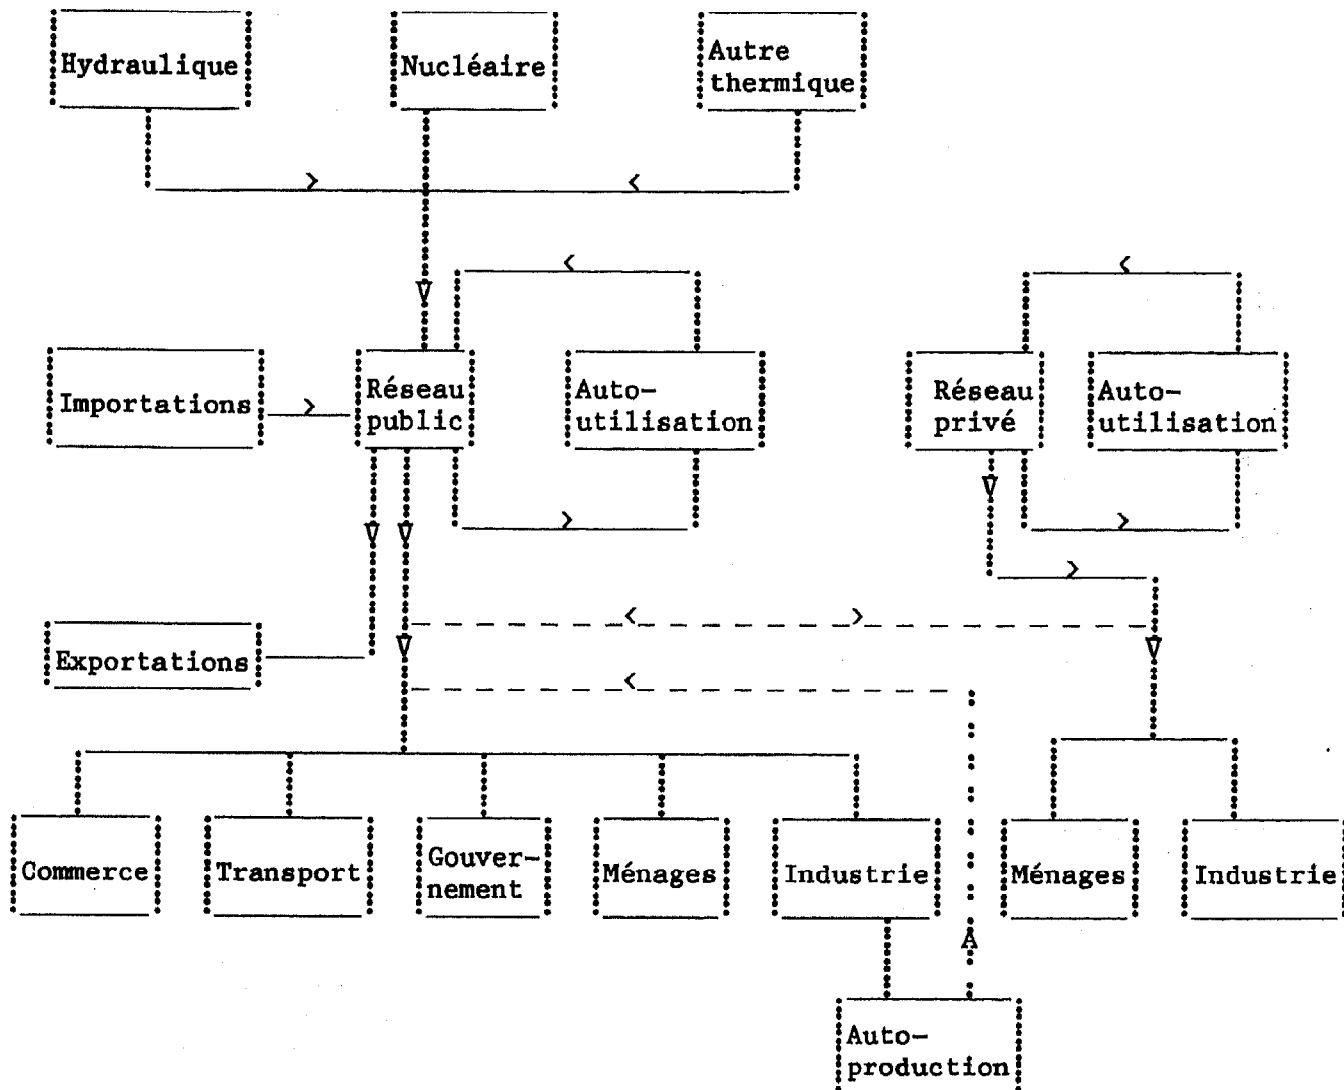 Hydraulique
Nucléaire
Autre
thermique
Importations
Réseau
public
Auto-
utilisation
Réseau
privé
Auto-
utilisation
Exportations
Commerce
Transport
Gouver-
nement
Ménages
Industrie
Ménages
Industrie
Auto-
production